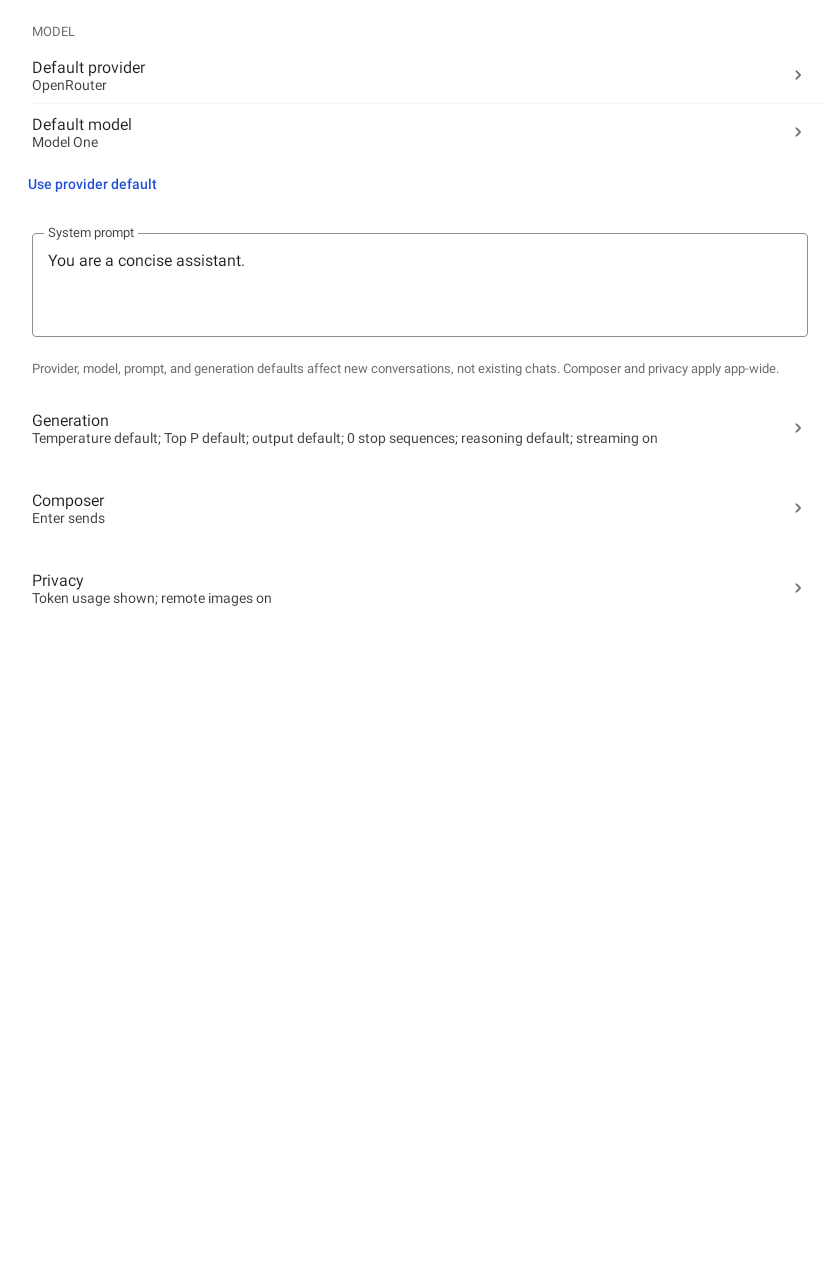 MODEL
Default provider
OpenRouter
Default model
Model One
Use provider default
System prompt
You are a concise assistant.
Provider, model, prompt, and generation defaults affect new conversations, not existing chats. Composer and privacy apply app-wide.
Generation
Temperature default; Top P default; output default; 0 stop sequences; reasoning default; streaming on
Composer
Enter sends
Privacy
Token usage shown; remote images on